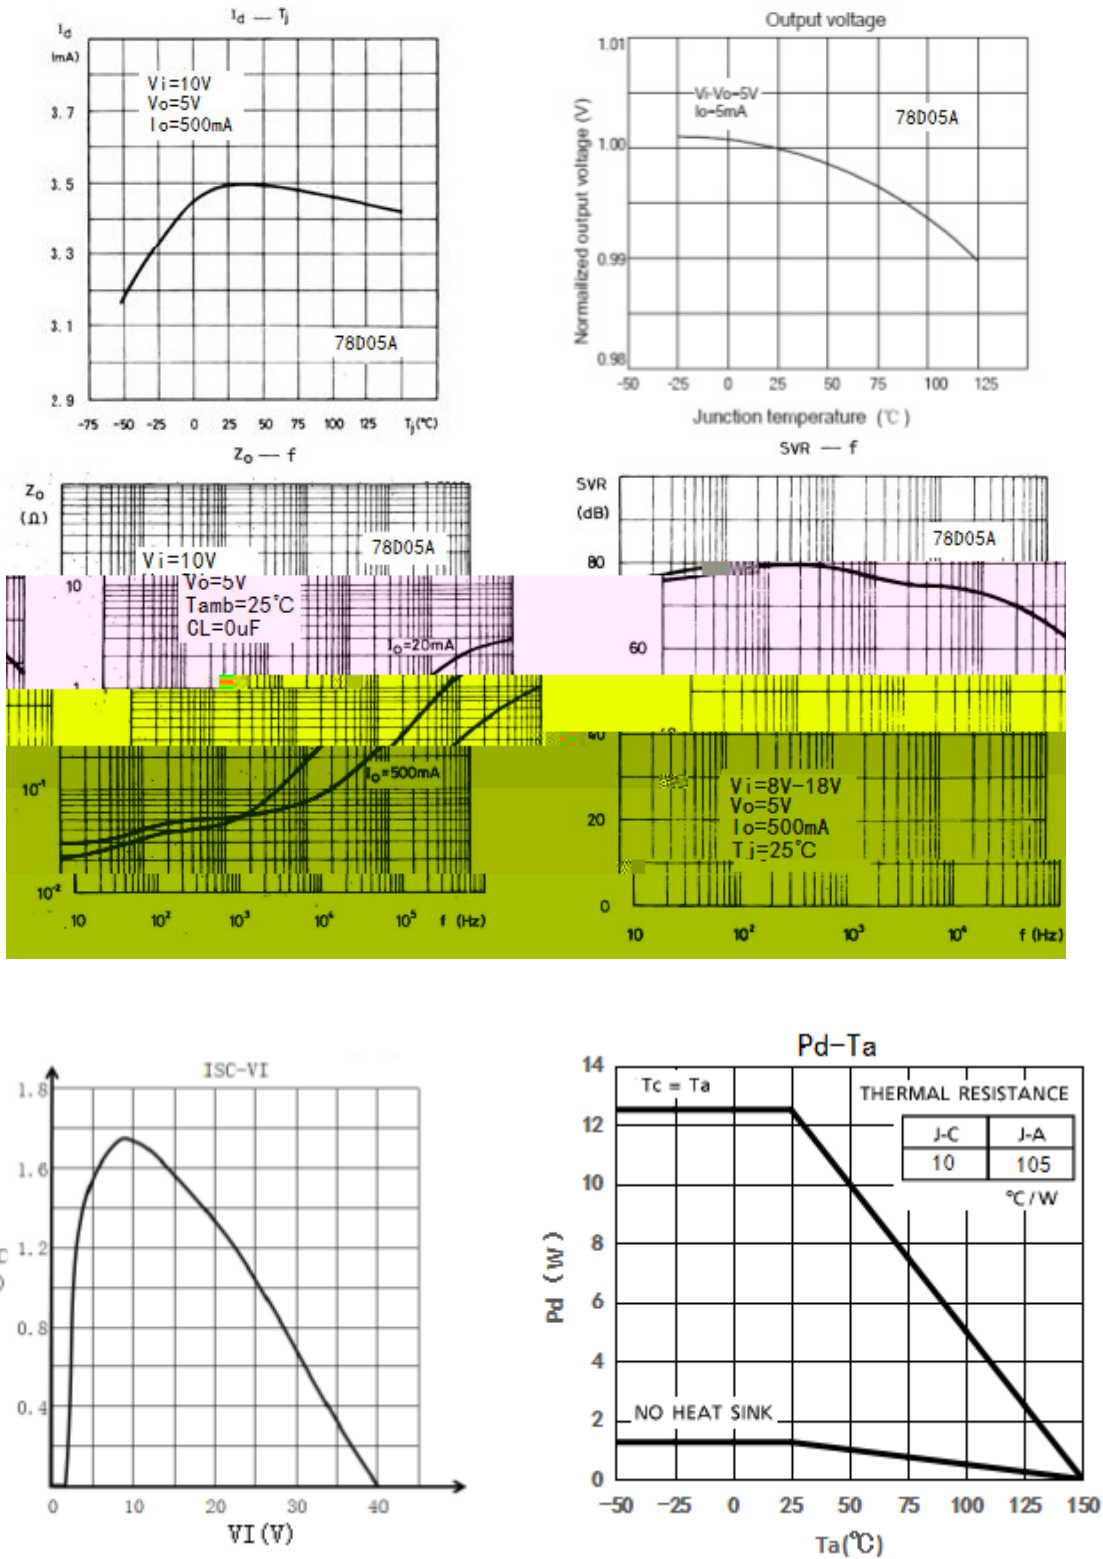 Id — Tj
Id
(mA)
Vi=10V
Vo=5V
Io=500mA
3.7
3.5
3.3
3.1
2.9
78D05A
-75 -50 -25 0 25 50 75 100 125 Tj(℃)
Output voltage
Normailized output voltage (V)
1.01
Vi-Vo=5V
Io=5mA
78D05A
1.00
0.99
0.98
-50 -25 0 25 50 75 100 125
Junction temperature (℃)
Zo — f
Zo
(Ω)
78D05A
Vi=10V
Vo=5V
Tamb=25℃
CL=0uF
10
Io=20mA
1
Io=500mA
10-1
10-2
10 10² 10³ 10⁴ 10⁵ f (Hz)
SVR — f
SVR
(dB)
78D05A
80
60
40
Vi=8V-18V
Vo=5V
Io=500mA
Tj=25℃
20
0
10 10² 10³ 10⁴ f (Hz)
ISC-VI
1.8
1.6
1.2
0.8
0.4
0 10 20 30 40
VI(V)
Pd-Ta
Pd (W)
14
12
10
8
6
4
2
0
Tc = Ta
THERMAL RESISTANCE
J-C J-A
10 105
℃/W
NO HEAT SINK
-50 -25 0 25 50 75 100 125 150
Ta(℃)